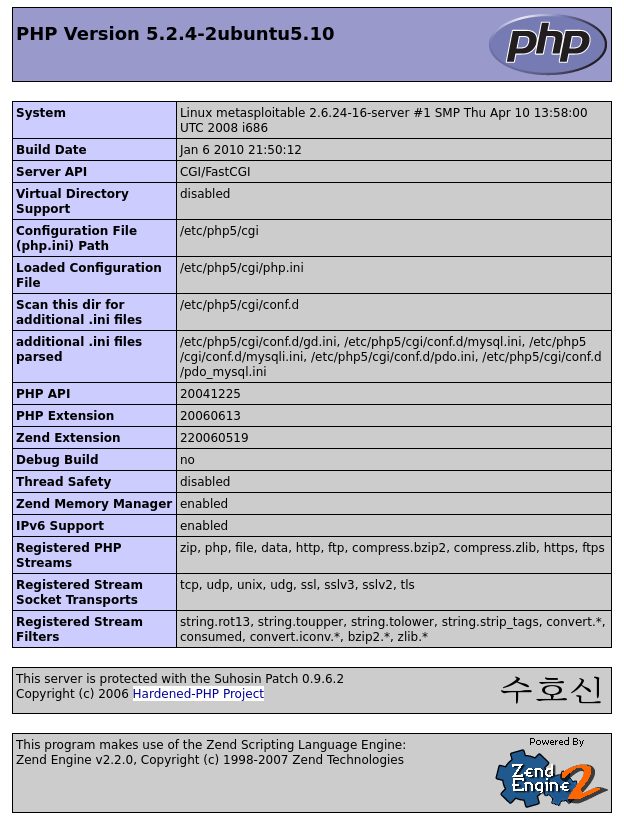 PHP Version 5.2.4-2ubuntu5.10
php
System
Linux metasploitable 2.6.24-16-server #1 SMP Thu Apr 10 13:58:00
UTC 2008 i686
Build Date
Jan 6 2010 21:50:12
Server API
CGI/FastCGI
Virtual Directory
Support
disabled
Configuration File
(php.ini) Path
/etc/php5/cgi
Loaded Configuration
File
/etc/php5/cgi/php.ini
Scan this dir for
additional .ini files
/etc/php5/cgi/conf.d
additional .ini files
parsed
/etc/php5/cgi/conf.d/gd.ini, /etc/php5/cgi/conf.d/mysql.ini, /etc/php5
/cgi/conf.d/mysqli.ini, /etc/php5/cgi/conf.d/pdo.ini, /etc/php5/cgi/conf.d
/pdo_mysql.ini
PHP API
20041225
PHP Extension
20060613
Zend Extension
220060519
Debug Build
no
Thread Safety
disabled
Zend Memory Manager
enabled
IPv6 Support
enabled
Registered PHP
Streams
zip, php, file, data, http, ftp, compress.bzip2, compress.zlib, https, ftps
Registered Stream
Socket Transports
tcp, udp, unix, udg, ssl, sslv3, sslv2, tls
Registered Stream
Filters
string.rot13, string.toupper, string.tolower, string.strip_tags, convert.*,
consumed, convert.iconv.*, bzip2.*, zlib.*
This server is protected with the Suhosin Patch 0.9.6.2
Copyright (c) 2006 Hardened-PHP Project
수호신
This program makes use of the Zend Scripting Language Engine:
Zend Engine v2.2.0, Copyright (c) 1998-2007 Zend Technologies
Powered By
Zend
Engine 2